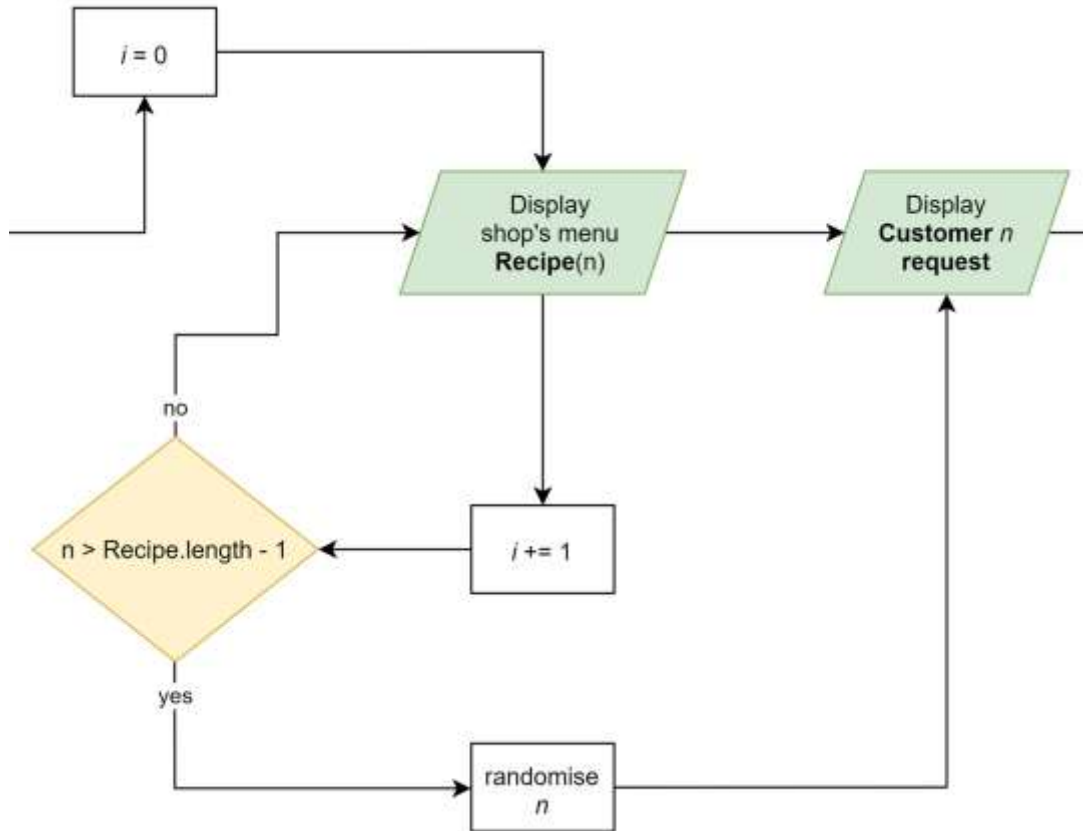 i = 0
Display
shop's menu
Recipe(n)
Display
Customer n
request
no
n > Recipe.length - 1
i += 1
yes
randomise
n